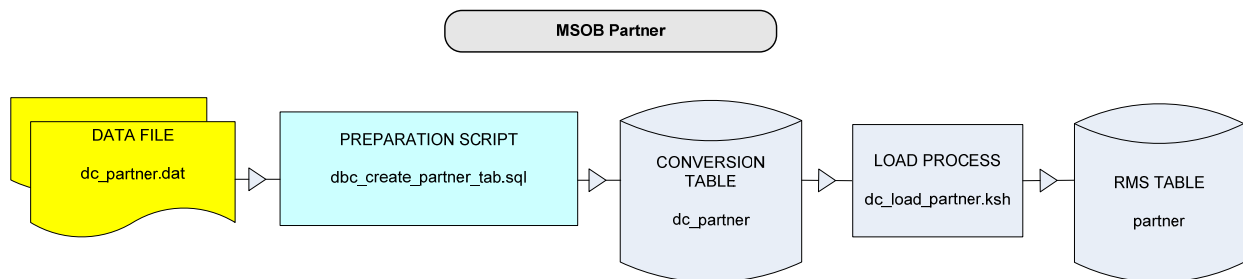 MSOB Partner
DATA FILE
dc_partner.dat
PREPARATION SCRIPT
dbc_create_partner_tab.sql
CONVERSION
TABLE
dc_partner
LOAD PROCESS
dc_load_partner.ksh
RMS TABLE
partner